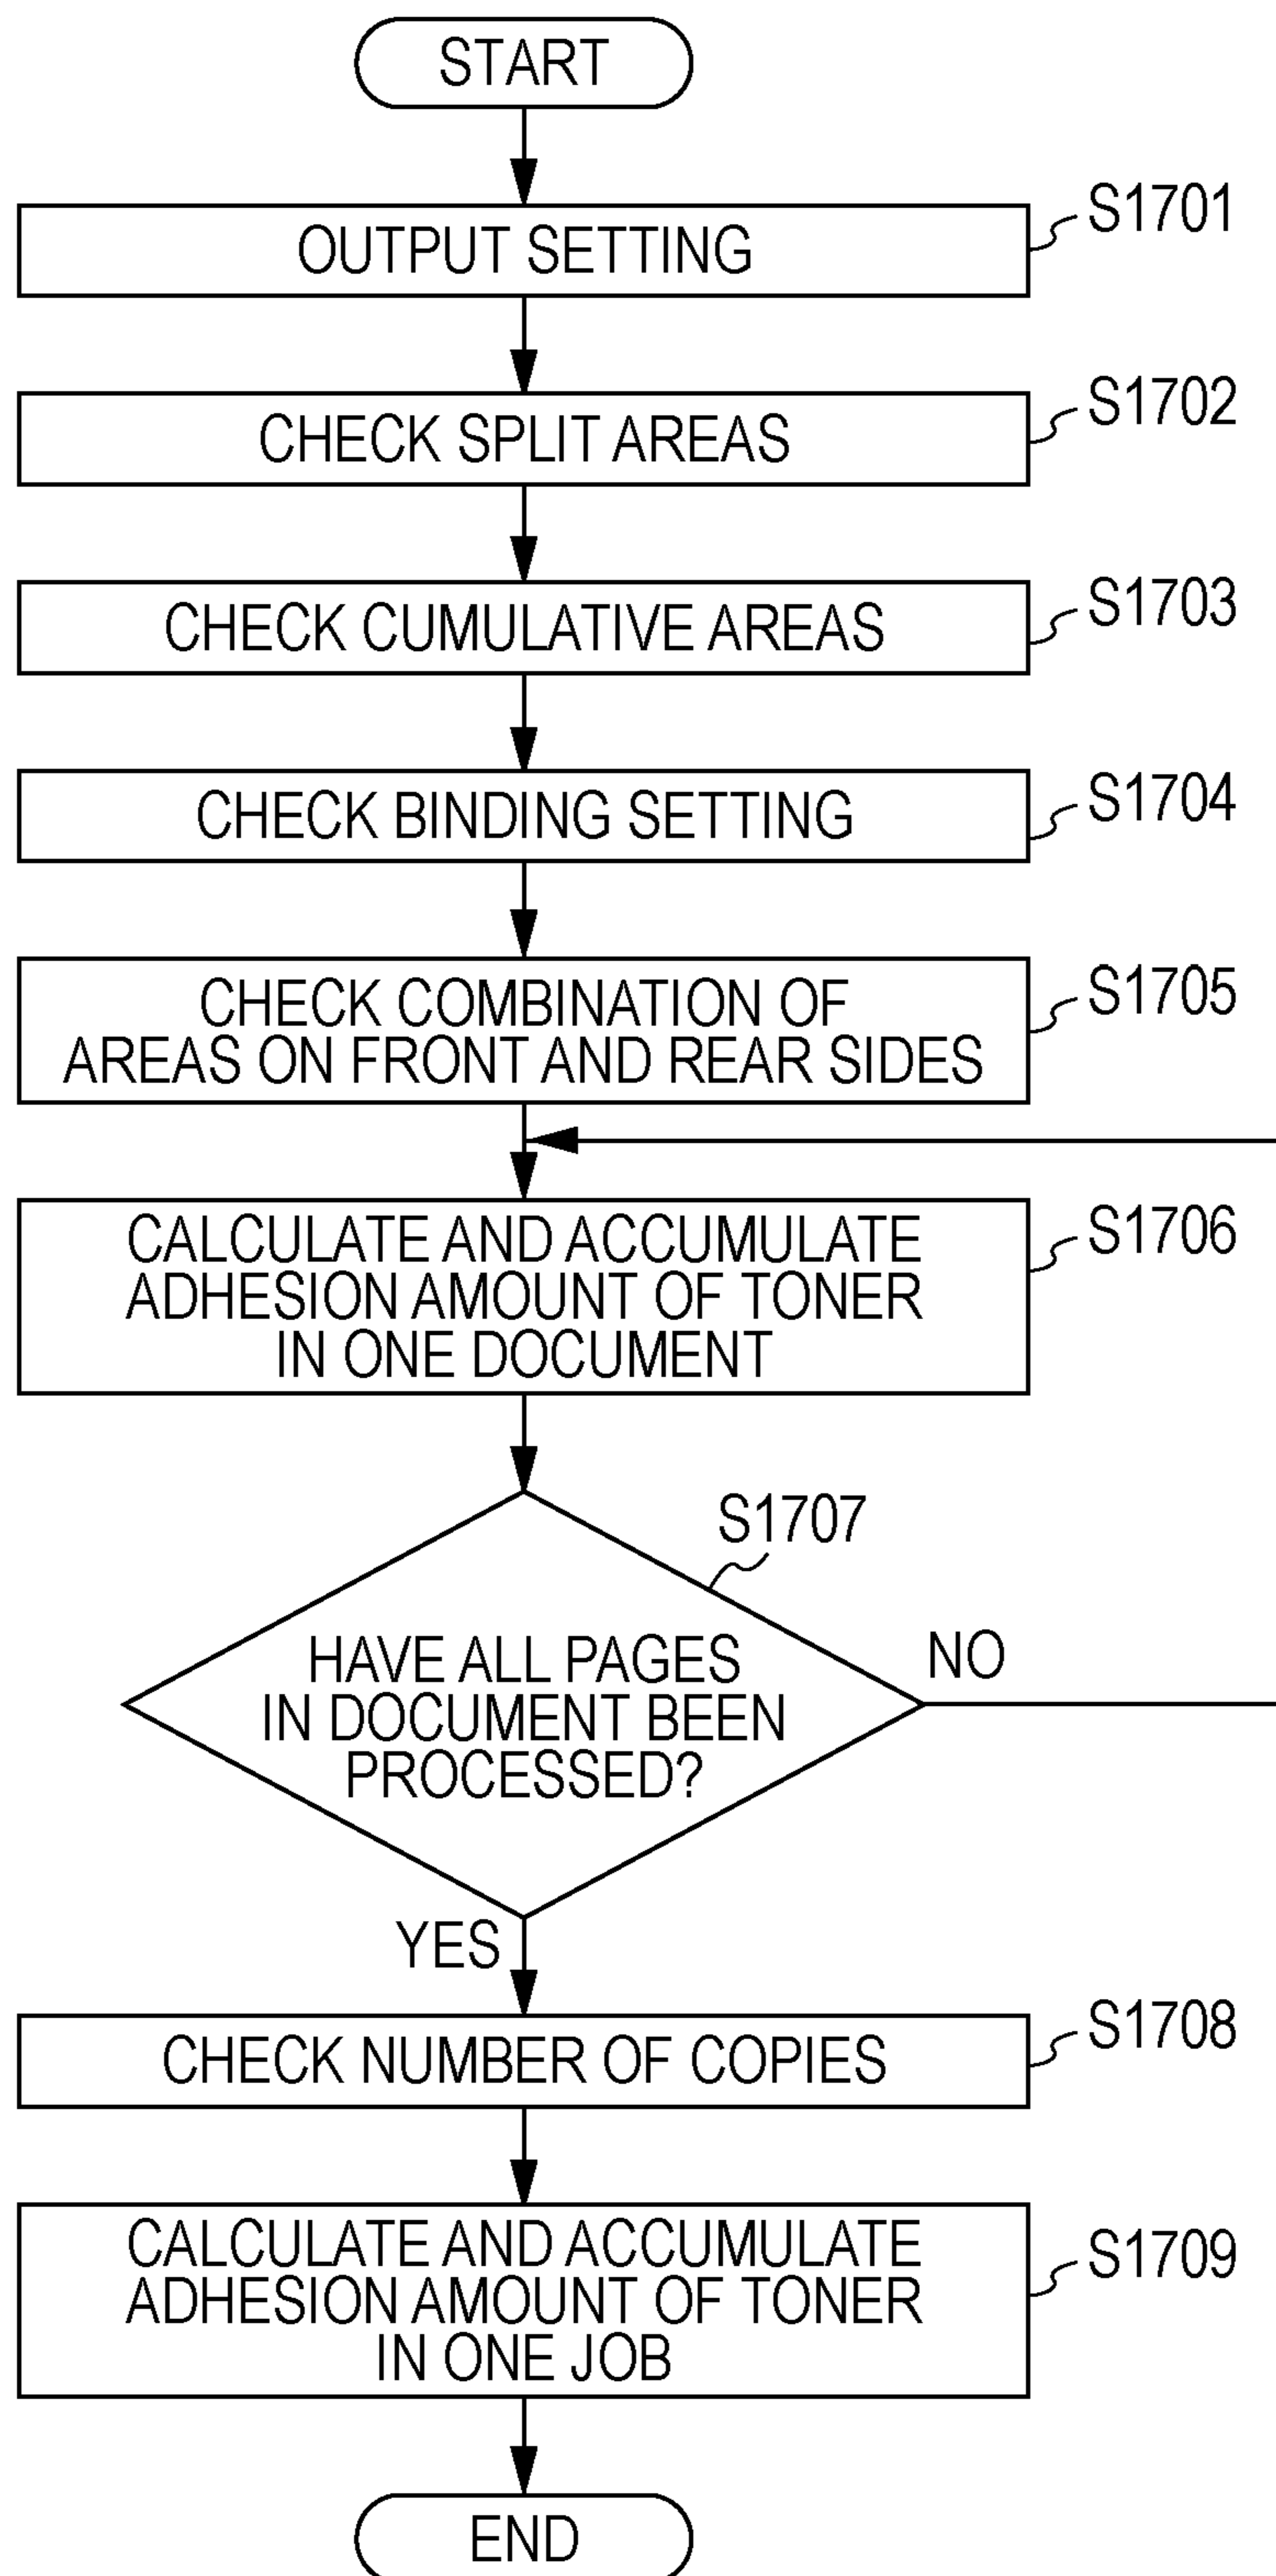 START
OUTPUT SETTING
S1701
CHECK SPLIT AREAS
S1702
CHECK CUMULATIVE AREAS
S1703
CHECK BINDING SETTING
S1704
CHECK COMBINATION OF
AREAS ON FRONT AND REAR SIDES
S1705
CALCULATE AND ACCUMULATE
ADHESION AMOUNT OF TONER
IN ONE DOCUMENT
S1706
S1707
HAVE ALL PAGES
IN DOCUMENT BEEN
PROCESSED?
NO
YES
CHECK NUMBER OF COPIES
S1708
CALCULATE AND ACCUMULATE
ADHESION AMOUNT OF TONER
IN ONE JOB
S1709
END